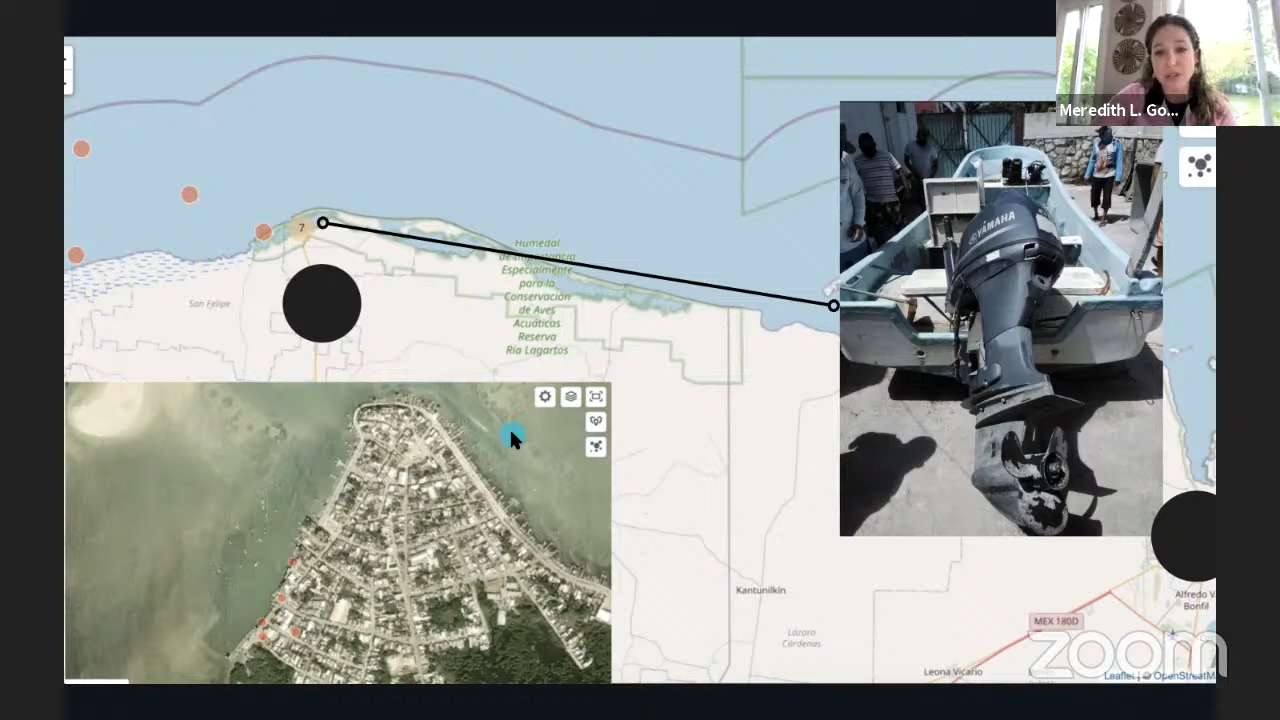 Meredith L. Go...
YAMAHA
7
Humedal
de Importancia
Especialmente
para la
Conservación
de Aves
Acuáticas
Reserva
Ría Lagartos
San Felipe
Kantunilkín
Lázaro
Cárdenas
MEX 180D
Alfredo V.
Bonfil
Leona Vicario
zoom
Leaflet | © OpenStreetM